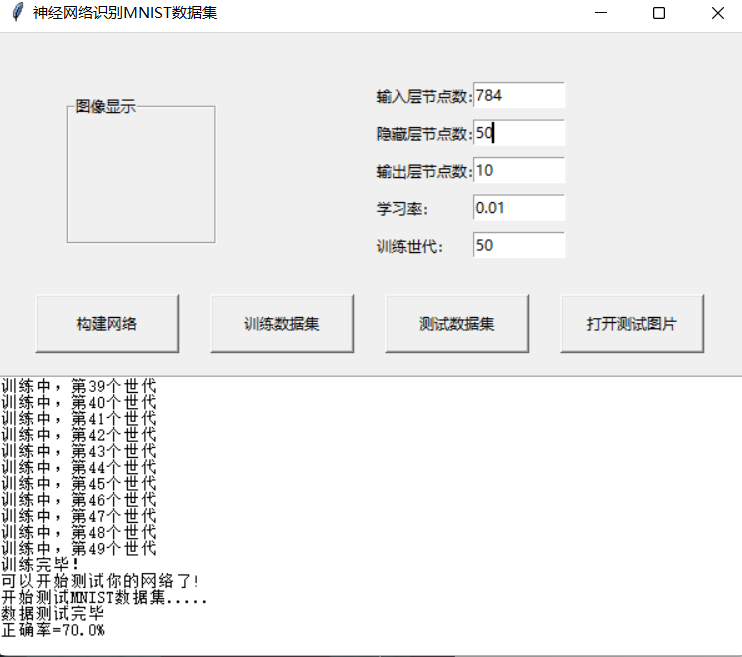 神经网络识别MNIST数据集
图像显示
输入层节点数:784
隐藏层节点数:50
输出层节点数:10
学习率: 0.01
训练世代: 50
构建网络 训练数据集 测试数据集 打开测试图片
训练中，第39个世代
训练中，第40个世代
训练中，第41个世代
训练中，第42个世代
训练中，第43个世代
训练中，第44个世代
训练中，第45个世代
训练中，第46个世代
训练中，第47个世代
训练中，第48个世代
训练中，第49个世代
训练完毕!
可以开始测试你的网络了!
开始测试MNIST数据集.....
数据测试完毕
正确率=70.0%